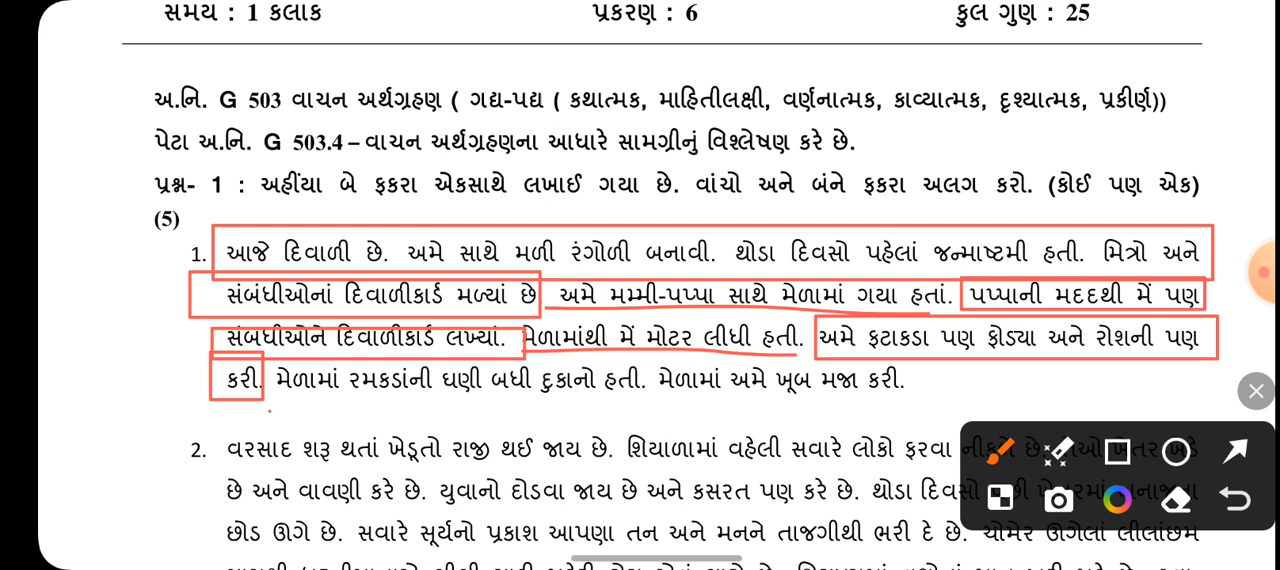 સમય : 1 કલાક પ્રકરણ : 6 કુલ ગુણ : 25
અ.નિ. G 503 વાચન અર્થગ્રહણ ( ગદ્ય-પદ્ય ( કથાત્મક, માહિતીલક્ષી, વર્ણનાત્મક, કાવ્યાત્મક, દૃશ્યાત્મક, પ્રકીર્ણ))
પેટા અ.નિ. G 503.4 – વાચન અર્થગ્રહણના આધારે સામગ્રીનું વિશ્લેષણ કરે છે.
પ્રશ્ન- 1 : અહીંયા બે ફકરા એકસાથે લખાઈ ગયા છે. વાંચો અને બંને ફકરા અલગ કરો. (કોઈ પણ એક)
(5)
1. આજે દિવાળી છે. અમે સાથે મળી રંગોળી બનાવી. થોડા દિવસો પહેલાં જન્માષ્ટમી હતી. મિત્રો અને
સંબંધીઓનાં દિવાળીકાર્ડ મળ્યાં છે અમે મમ્મી-પપ્પા સાથે મેળામાં ગયા હતાં. પપ્પાની મદદથી મેં પણ
સંબધીઓને દિવાળીકાર્ડ લખ્યાં. મેળામાંથી મેં મોટર લીધી હતી. અમે ફટાકડા પણ ફોડ્યા અને રોશની પણ
કરી. મેળામાં રમકડાંની ઘણી બધી દુકાનો હતી. મેળામાં અમે ખૂબ મજા કરી.
2. વરસાદ શરૂ થતાં ખેડૂતો રાજી થઈ જાય છે. શિયાળામાં વહેલી સવારે લોકો ફરવા નીકળે છે.
છે અને વાવણી કરે છે. યુવાનો દોડવા જાય છે અને કસરત પણ કરે છે. થોડા દિવસો
છોડ ઊગે છે. સવારે સૂર્યનો પ્રકાશ આપણા તન અને મનને તાજગીથી ભરી દે છે. ચોમેર ઊગેલાં લીલાંછમ